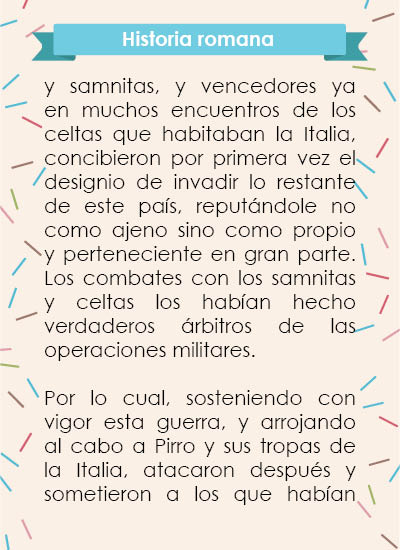 Historia romana
y samnitas, y vencedores ya
en muchos encuentros de los
celtas que habitaban la Italia,
concibieron por primera vez el
designio de invadir lo restante
de este país, reputándole no
como ajeno sino como propio
y perteneciente en gran parte.
Los combates con los samnitas
y celtas los habían hecho
verdaderos árbitros de las
operaciones militares.
Por lo cual, sosteniendo con
vigor esta guerra, y arrojando
al cabo a Pirro y sus tropas de
la Italia, atacaron después y
sometieron a los que habían